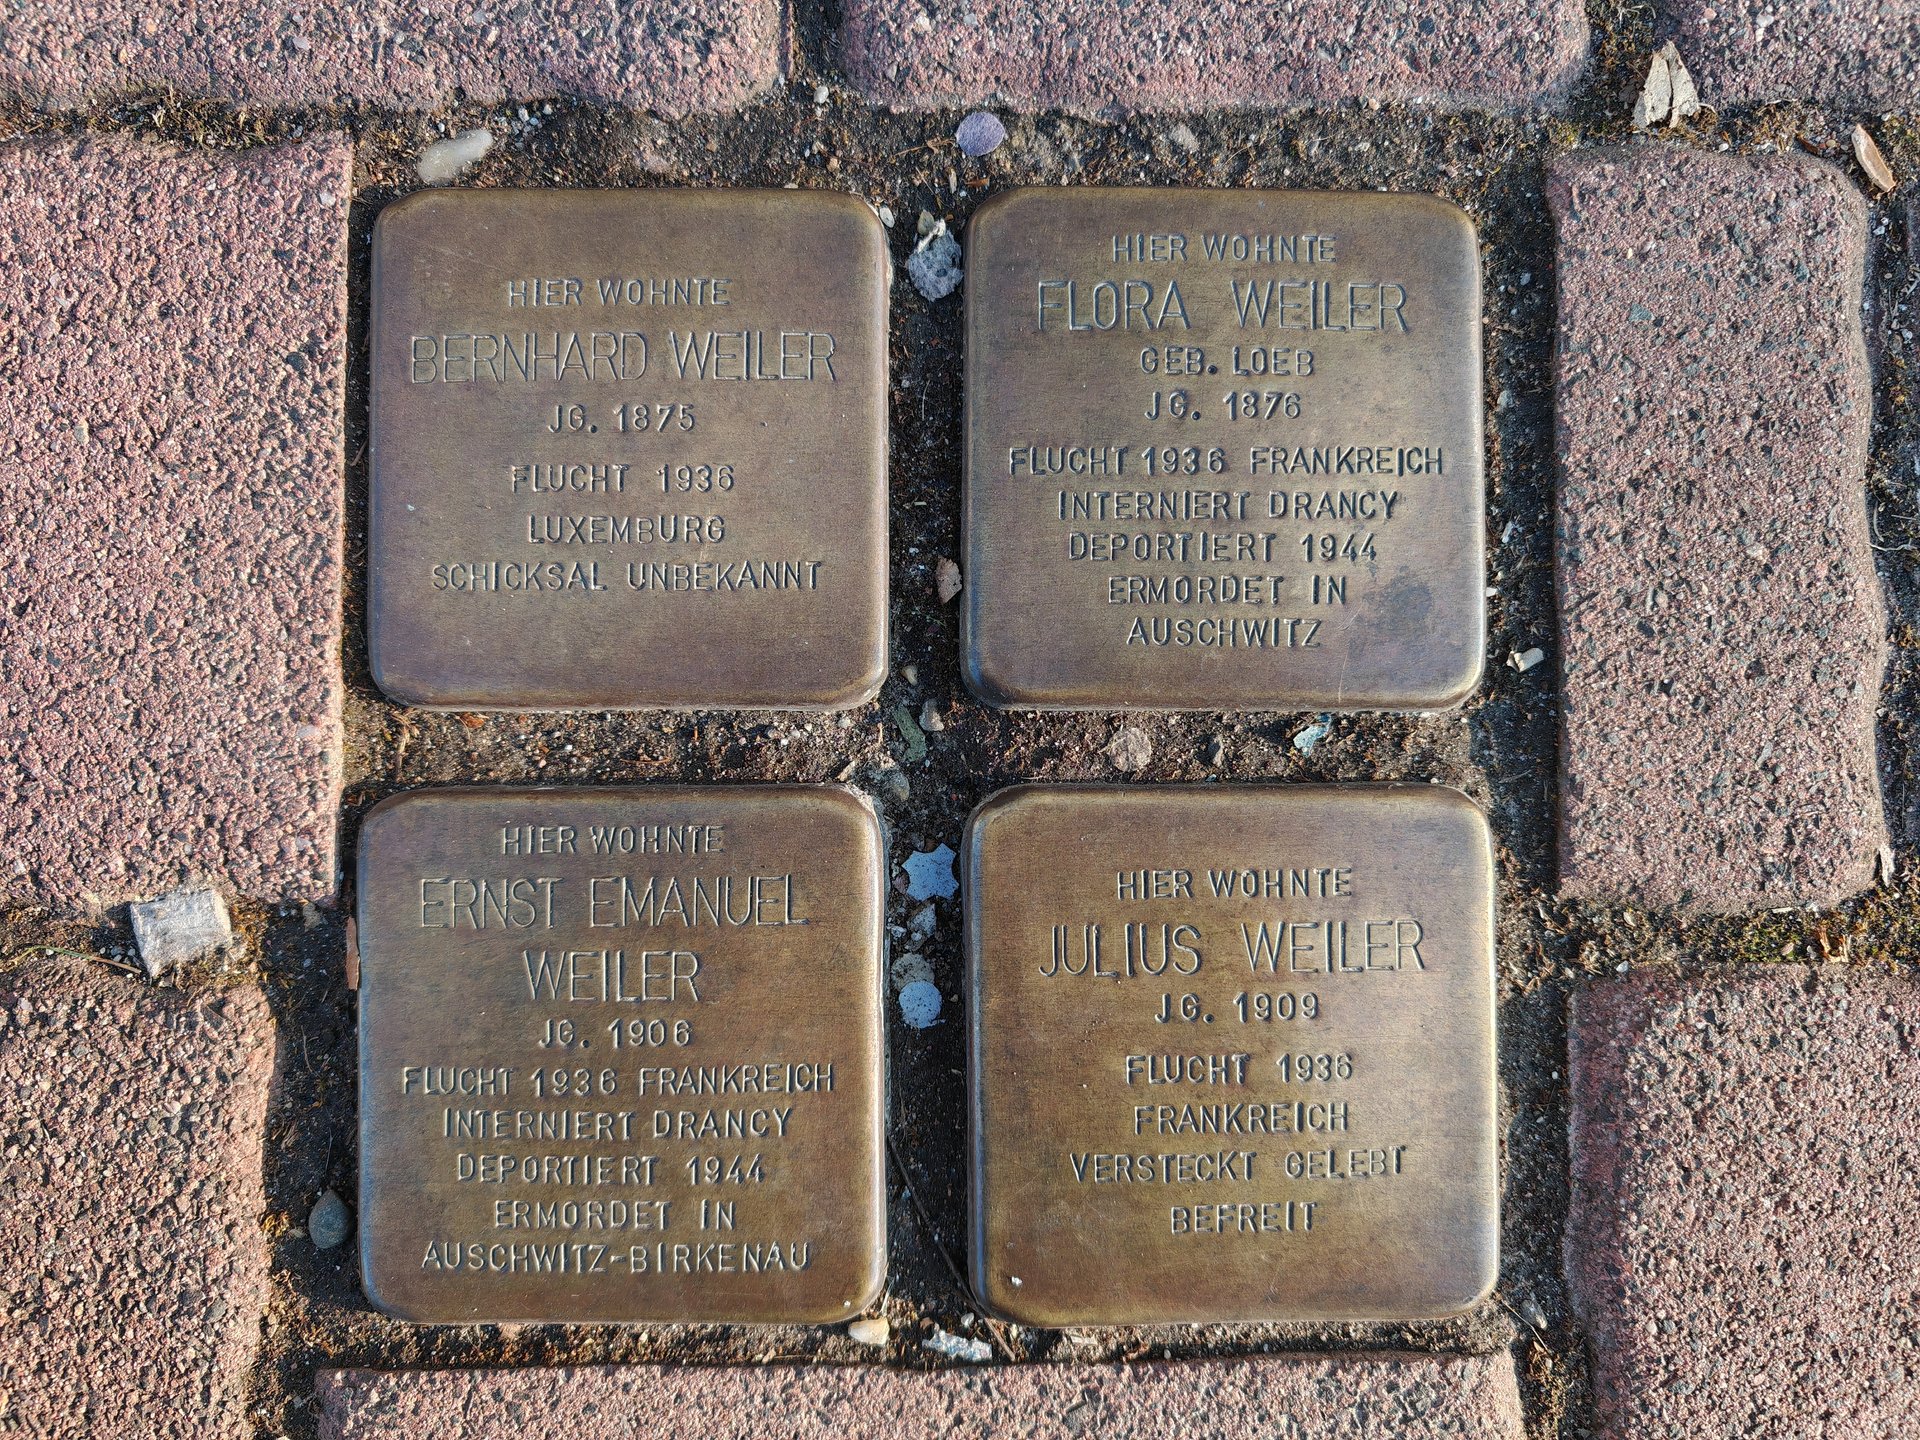 HIER WOHNTE
BERNHARD WEILER
JG. 1875
FLUCHT 1936
LUXEMBURG
SCHICKSAL UNBEKANNT
HIER WOHNTE
FLORA WEILER
GEB. LOEB
JG. 1876
FLUCHT 1936 FRANKREICH
INTERNIERT DRANCY
DEPORTIERT 1944
ERMORDET IN
AUSCHWITZ
HIER WOHNTE
ERNST EMANUEL
WEILER
JG. 1906
FLUCHT 1936 FRANKREICH
INTERNIERT DRANCY
DEPORTIERT 1944
ERMORDET IN
AUSCHWITZ-BIRKENAU
HIER WOHNTE
JULIUS WEILER
JG. 1909
FLUCHT 1936
FRANKREICH
VERSTECKT GELEBT
BEFREIT